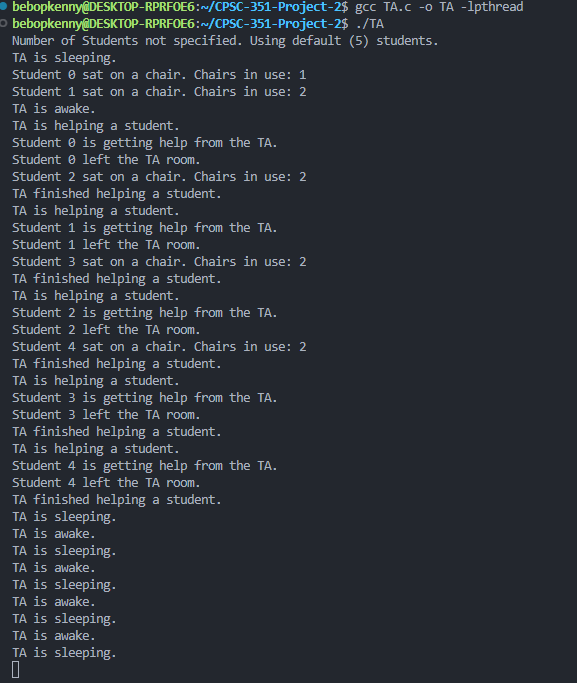 bebopkenny@DESKTOP-RPRFOE6:~/CPSC-351-Project-2$ gcc TA.c -o TA -lpthread
bebopkenny@DESKTOP-RPRFOE6:~/CPSC-351-Project-2$ ./TA
Number of Students not specified. Using default (5) students.
TA is sleeping.
Student 0 sat on a chair. Chairs in use: 1
Student 1 sat on a chair. Chairs in use: 2
TA is awake.
TA is helping a student.
Student 0 is getting help from the TA.
Student 0 left the TA room.
Student 2 sat on a chair. Chairs in use: 2
TA finished helping a student.
TA is helping a student.
Student 1 is getting help from the TA.
Student 1 left the TA room.
Student 3 sat on a chair. Chairs in use: 2
TA finished helping a student.
TA is helping a student.
Student 2 is getting help from the TA.
Student 2 left the TA room.
Student 4 sat on a chair. Chairs in use: 2
TA finished helping a student.
TA is helping a student.
Student 3 is getting help from the TA.
Student 3 left the TA room.
TA finished helping a student.
TA is helping a student.
Student 4 is getting help from the TA.
Student 4 left the TA room.
TA finished helping a student.
TA is sleeping.
TA is awake.
TA is sleeping.
TA is awake.
TA is sleeping.
TA is awake.
TA is sleeping.
TA is awake.
TA is sleeping.